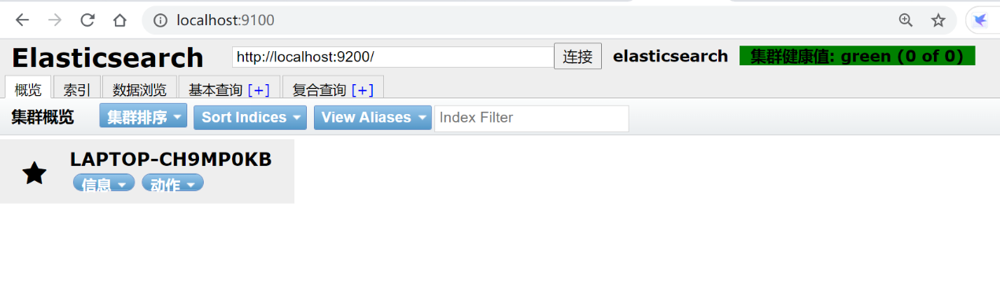 localhost:9100
Elasticsearch http://localhost:9200/ 连接 elasticsearch 集群健康值: green (0 of 0)
概览 索引 数据浏览 基本查询 [+] 复合查询 [+]
集群概览 集群排序 Sort Indices View Aliases Index Filter
LAPTOP-CH9MP0KB
信息 动作